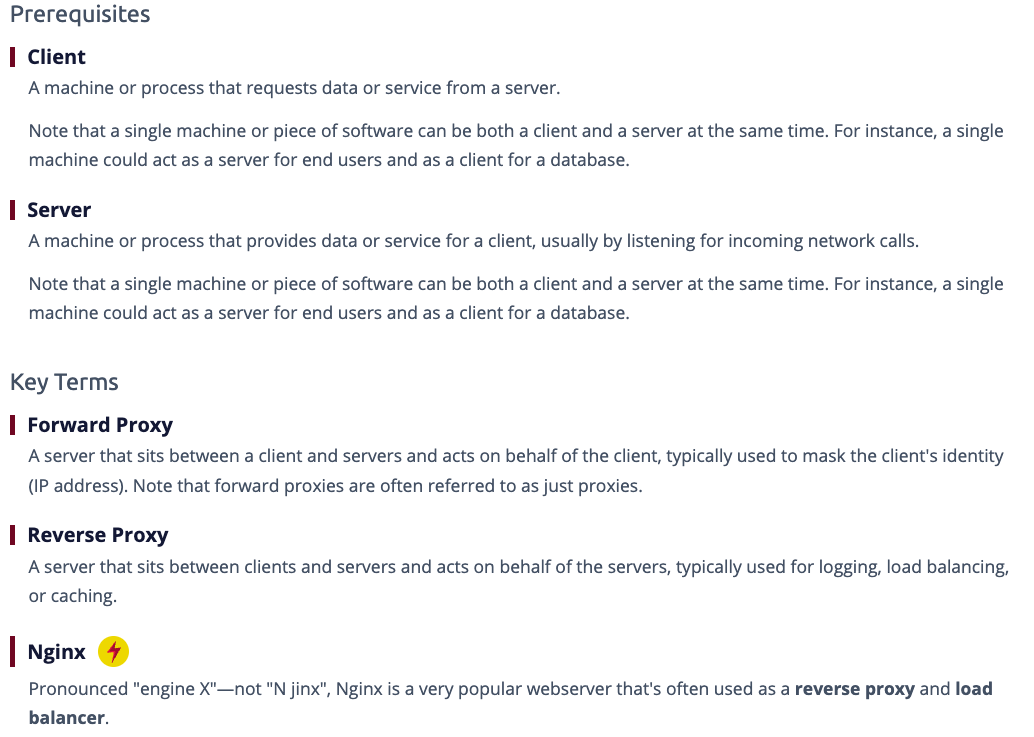 Prerequisites
Client
A machine or process that requests data or service from a server.
Note that a single machine or piece of software can be both a client and a server at the same time. For instance, a single
machine could act as a server for end users and as a client for a database.
Server
A machine or process that provides data or service for a client, usually by listening for incoming network calls.
Note that a single machine or piece of software can be both a client and a server at the same time. For instance, a single
machine could act as a server for end users and as a client for a database.
Key Terms
Forward Proxy
A server that sits between a client and servers and acts on behalf of the client, typically used to mask the client's identity
(IP address). Note that forward proxies are often referred to as just proxies.
Reverse Proxy
A server that sits between clients and servers and acts on behalf of the servers, typically used for logging, load balancing,
or caching.
Nginx
Pronounced "engine X"—not "N jinx", Nginx is a very popular webserver that's often used as a reverse proxy and load
balancer.